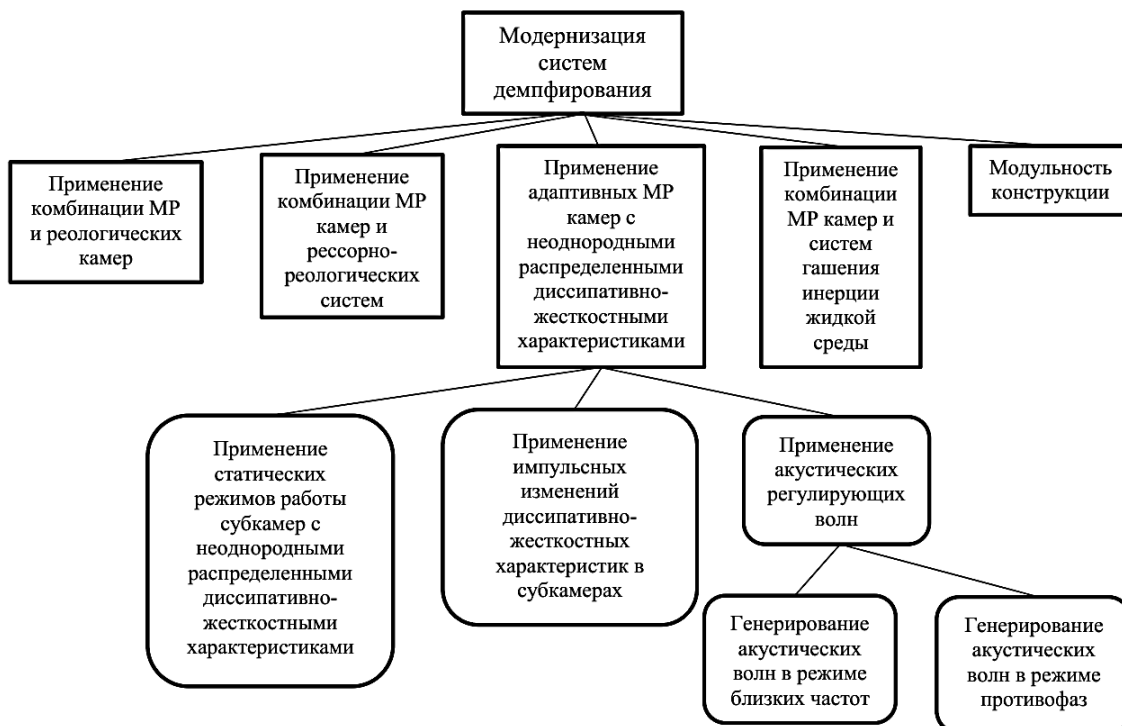 Модернизация
систем
демпфирования
Применение
комбинации МР
и реологических
камер
Применение
комбинации МР
камер и
рессорно-
реологических
систем
Применение
адаптивных МР
камер с
неоднородными
распределенными
диссипативно-
жесткостными
характеристиками
Применение
комбинации
МР камер и
систем
гашения
инерции
жидкой
среды
Модульность
конструкции
Применение
статических
режимов работы
субкамер с
неоднородными
распределенными
диссипативно-
жесткостными
характеристиками
Применение
импульсных
изменений
диссипативно-
жесткостных
характеристик в
субкамерах
Применение
акустических
регулирующих
волн
Генерирование
акустических
волн в режиме
близких частот
Генерирование
акустических
волн в режиме
противофаз